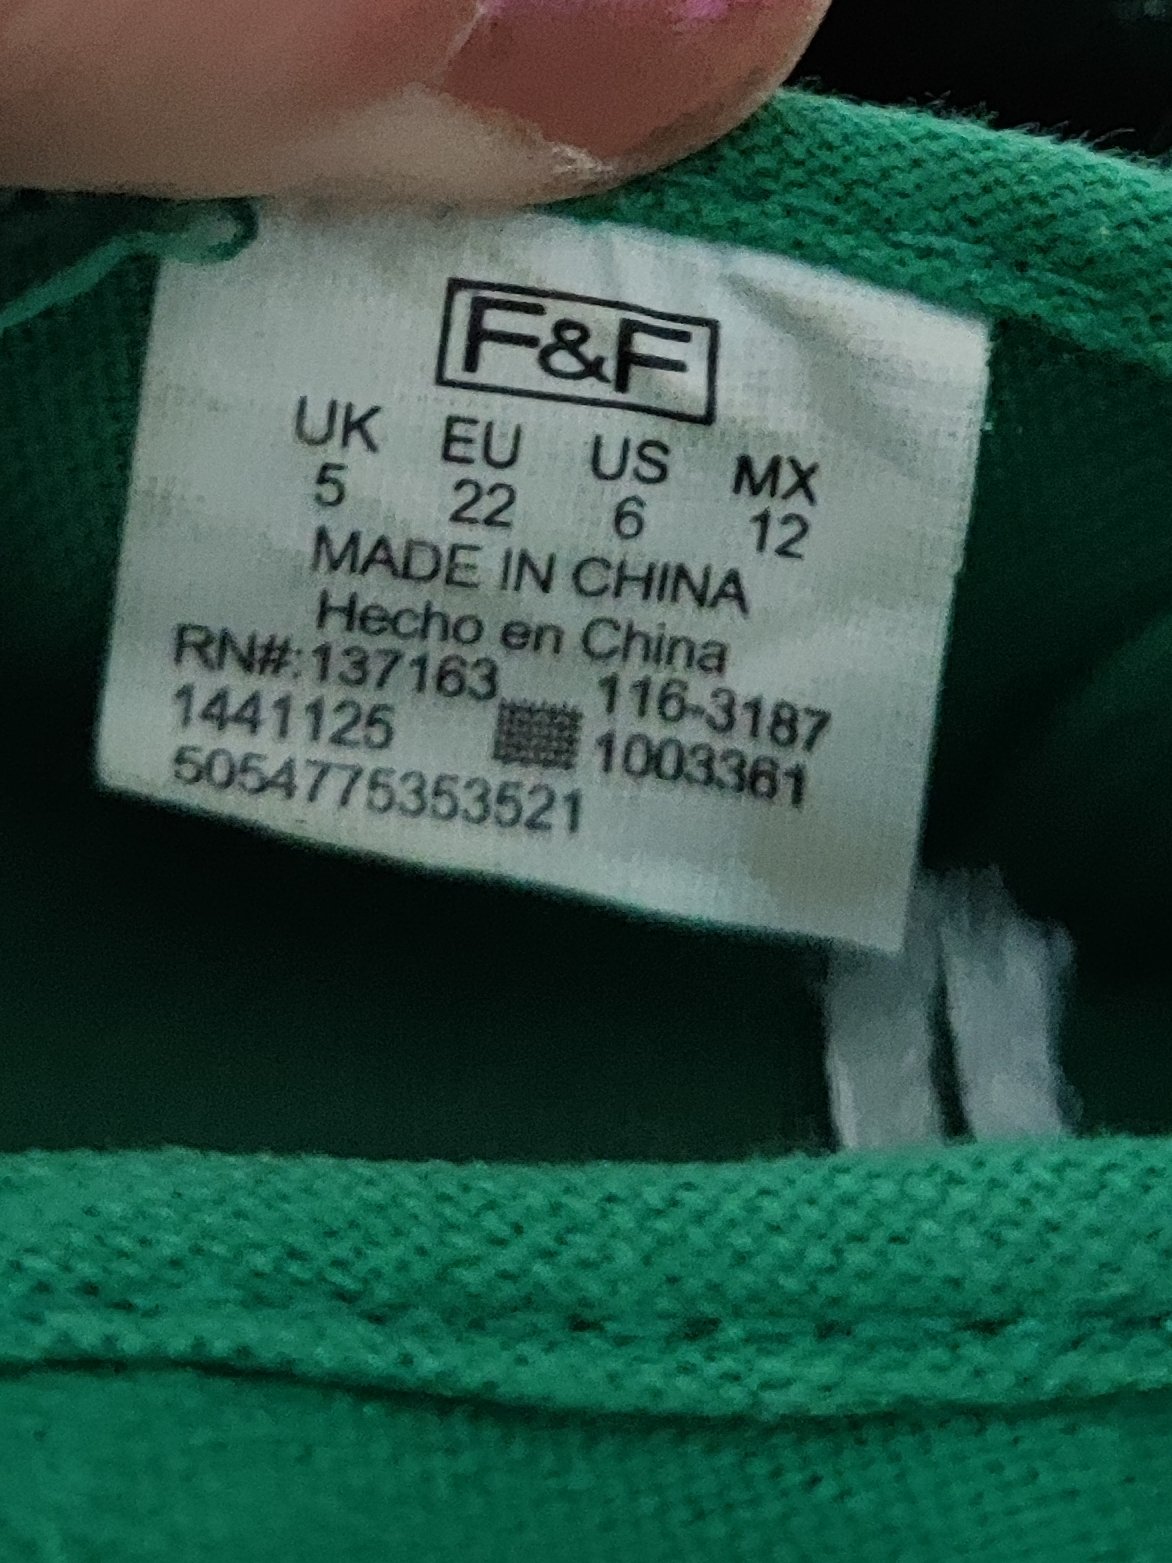 F&F
UK EU US MX
5 22 6 12
MADE IN CHINA
Hecho en China
RN#:137163 116-3187
1441125 1003361
5054775353521